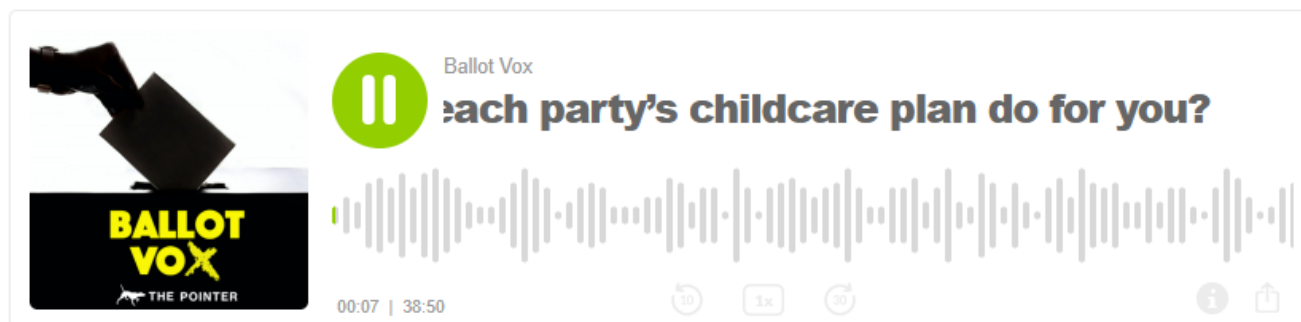 Ballot Vox
each party’s childcare plan do for you?
BALLOT
VOX
THE POINTER
00:07 | 38:50
10
1x
30